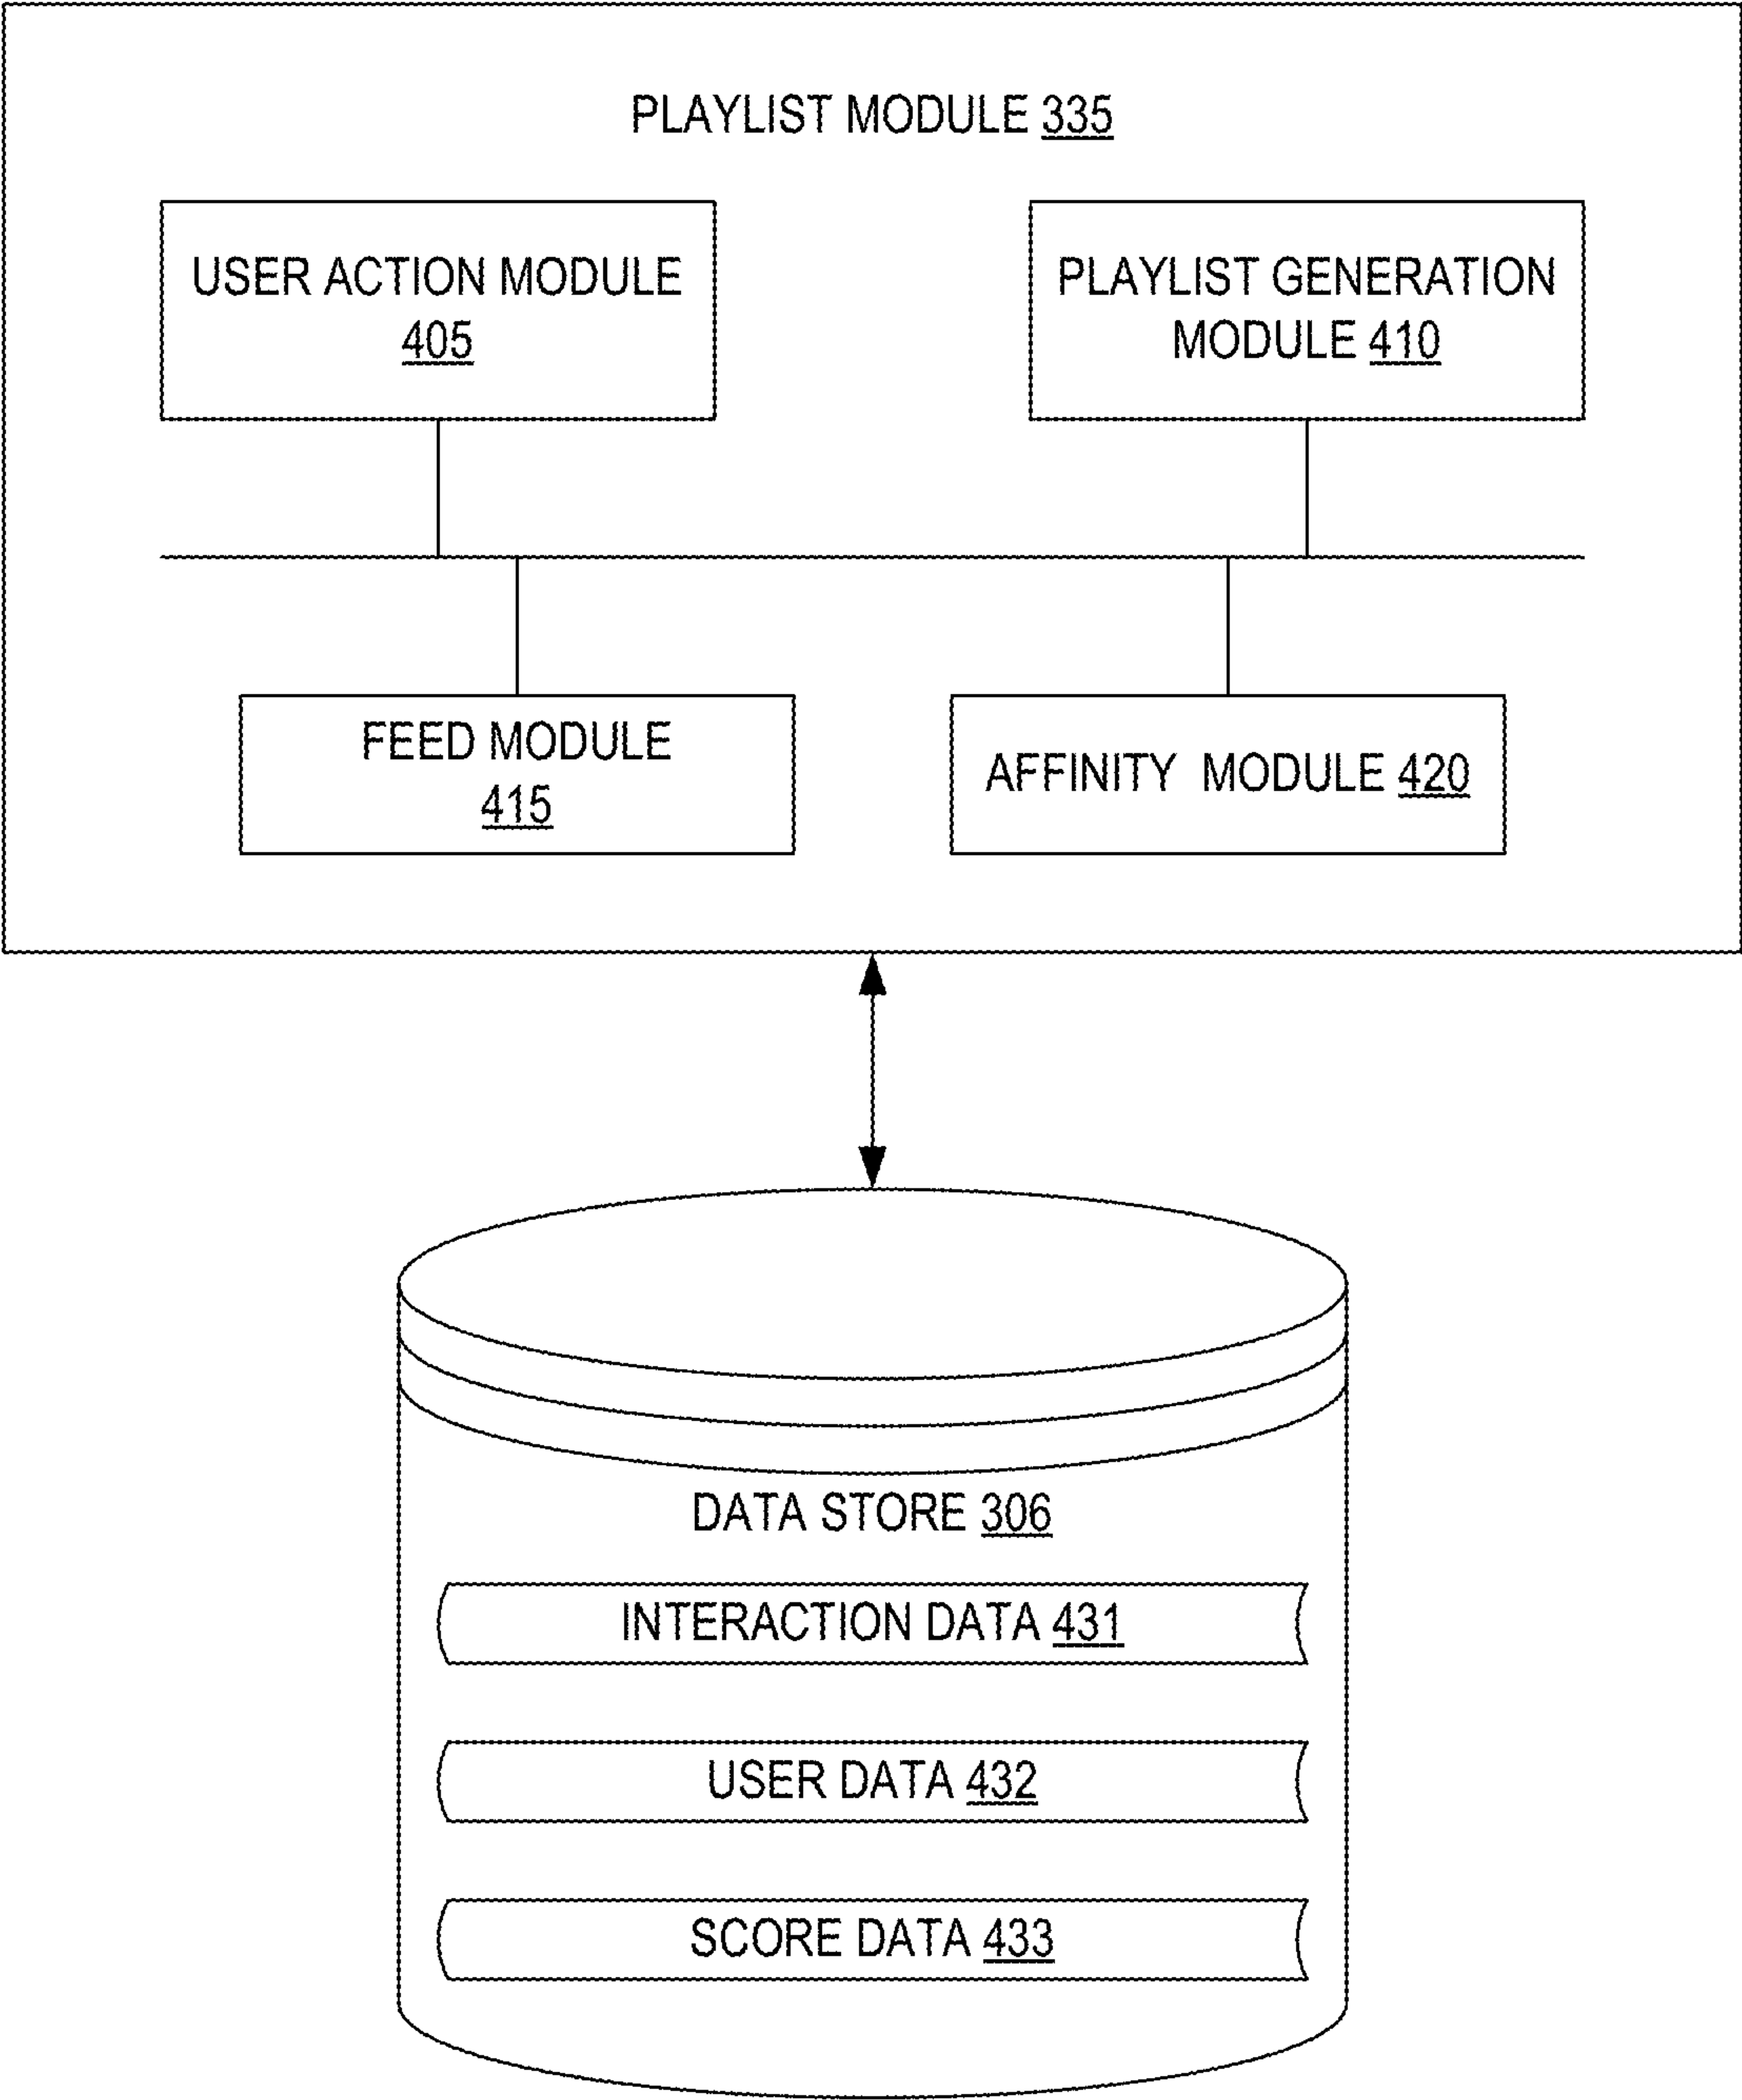 PLAYLIST MODULE 335
USER ACTION MODULE
405
PLAYLIST GENERATION
MODULE 410
FEED MODULE
415
AFFINITY MODULE 420
DATA STORE 306
INTERACTION DATA 431
USER DATA 432
SCORE DATA 433